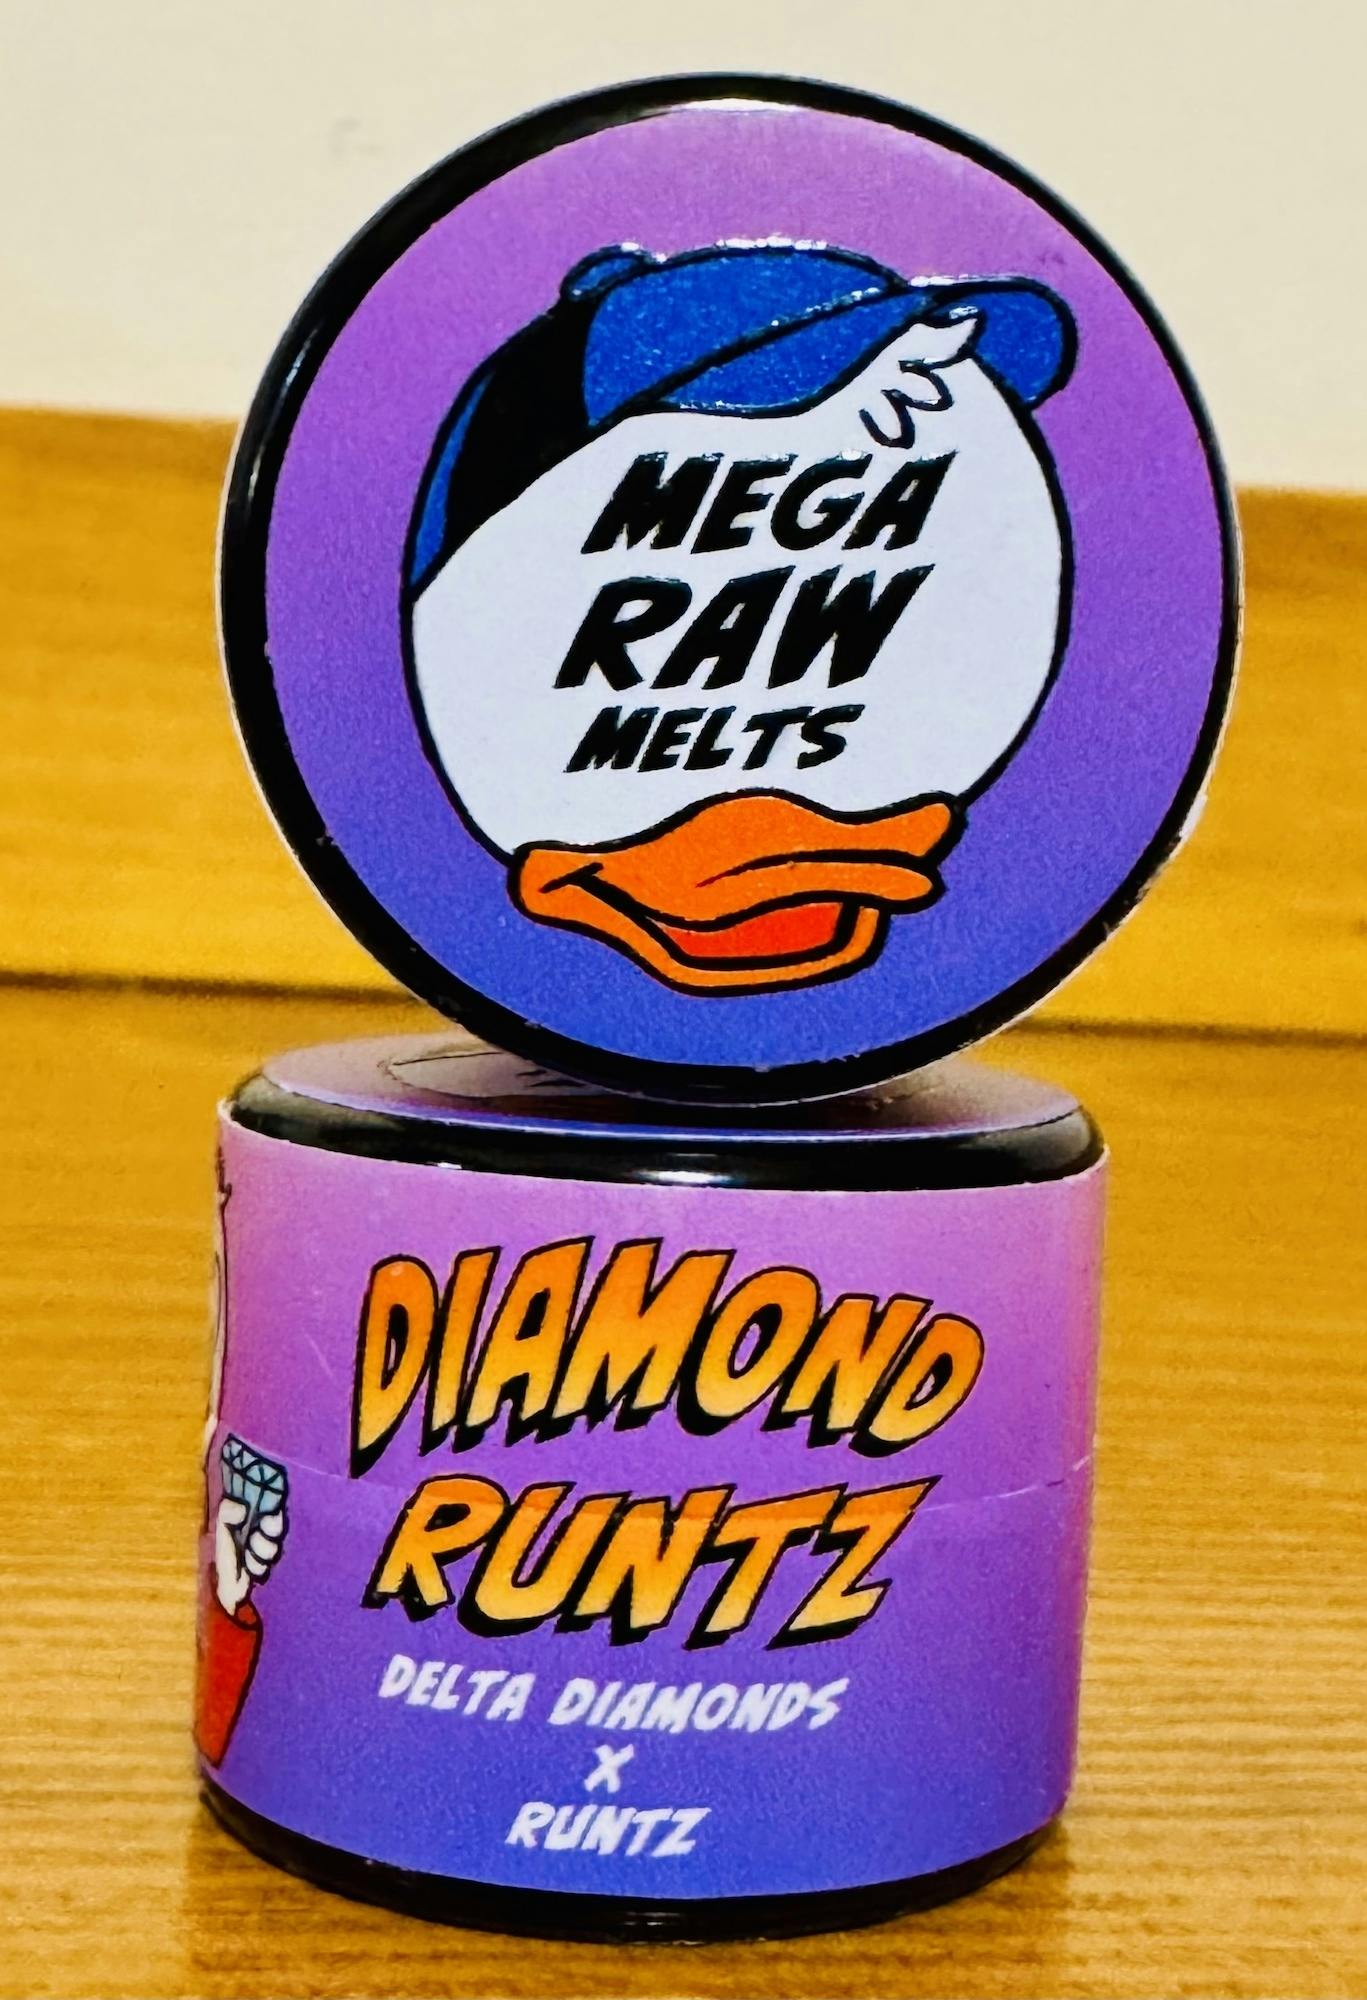 MEGA
RAW
MELTS
DIAMOND
RUNTZ
DELTA DIAMONDS
X
RUNTZ